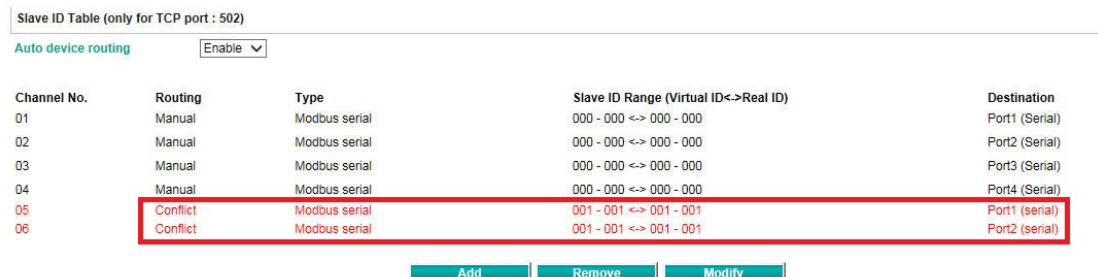 Slave ID Table (only for TCP port : 502)
Auto device routing Enable
Channel No. Routing Type Slave ID Range (Virtual ID<->Real ID) Destination
01 Manual Modbus serial 000 - 000 <-> 000 - 000 Port1 (Serial)
02 Manual Modbus serial 000 - 000 <-> 000 - 000 Port2 (Serial)
03 Manual Modbus serial 000 - 000 <-> 000 - 000 Port3 (Serial)
04 Manual Modbus serial 000 - 000 <-> 000 - 000 Port4 (Serial)
05 Conflict Modbus serial 001 - 001 <-> 001 - 001 Port1 (serial)
06 Conflict Modbus serial 001 - 001 <-> 001 - 001 Port2 (serial)
Add Remove Modify